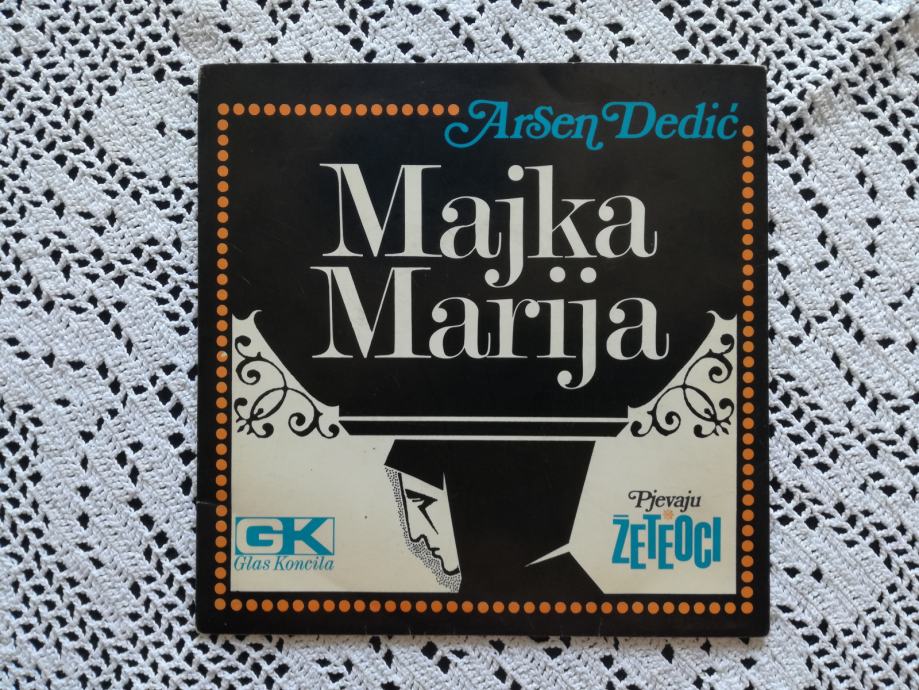 Arsen Dedić
Majka
Marija
GK
Glas Koncila
Pjevaju
ŽETEOCI